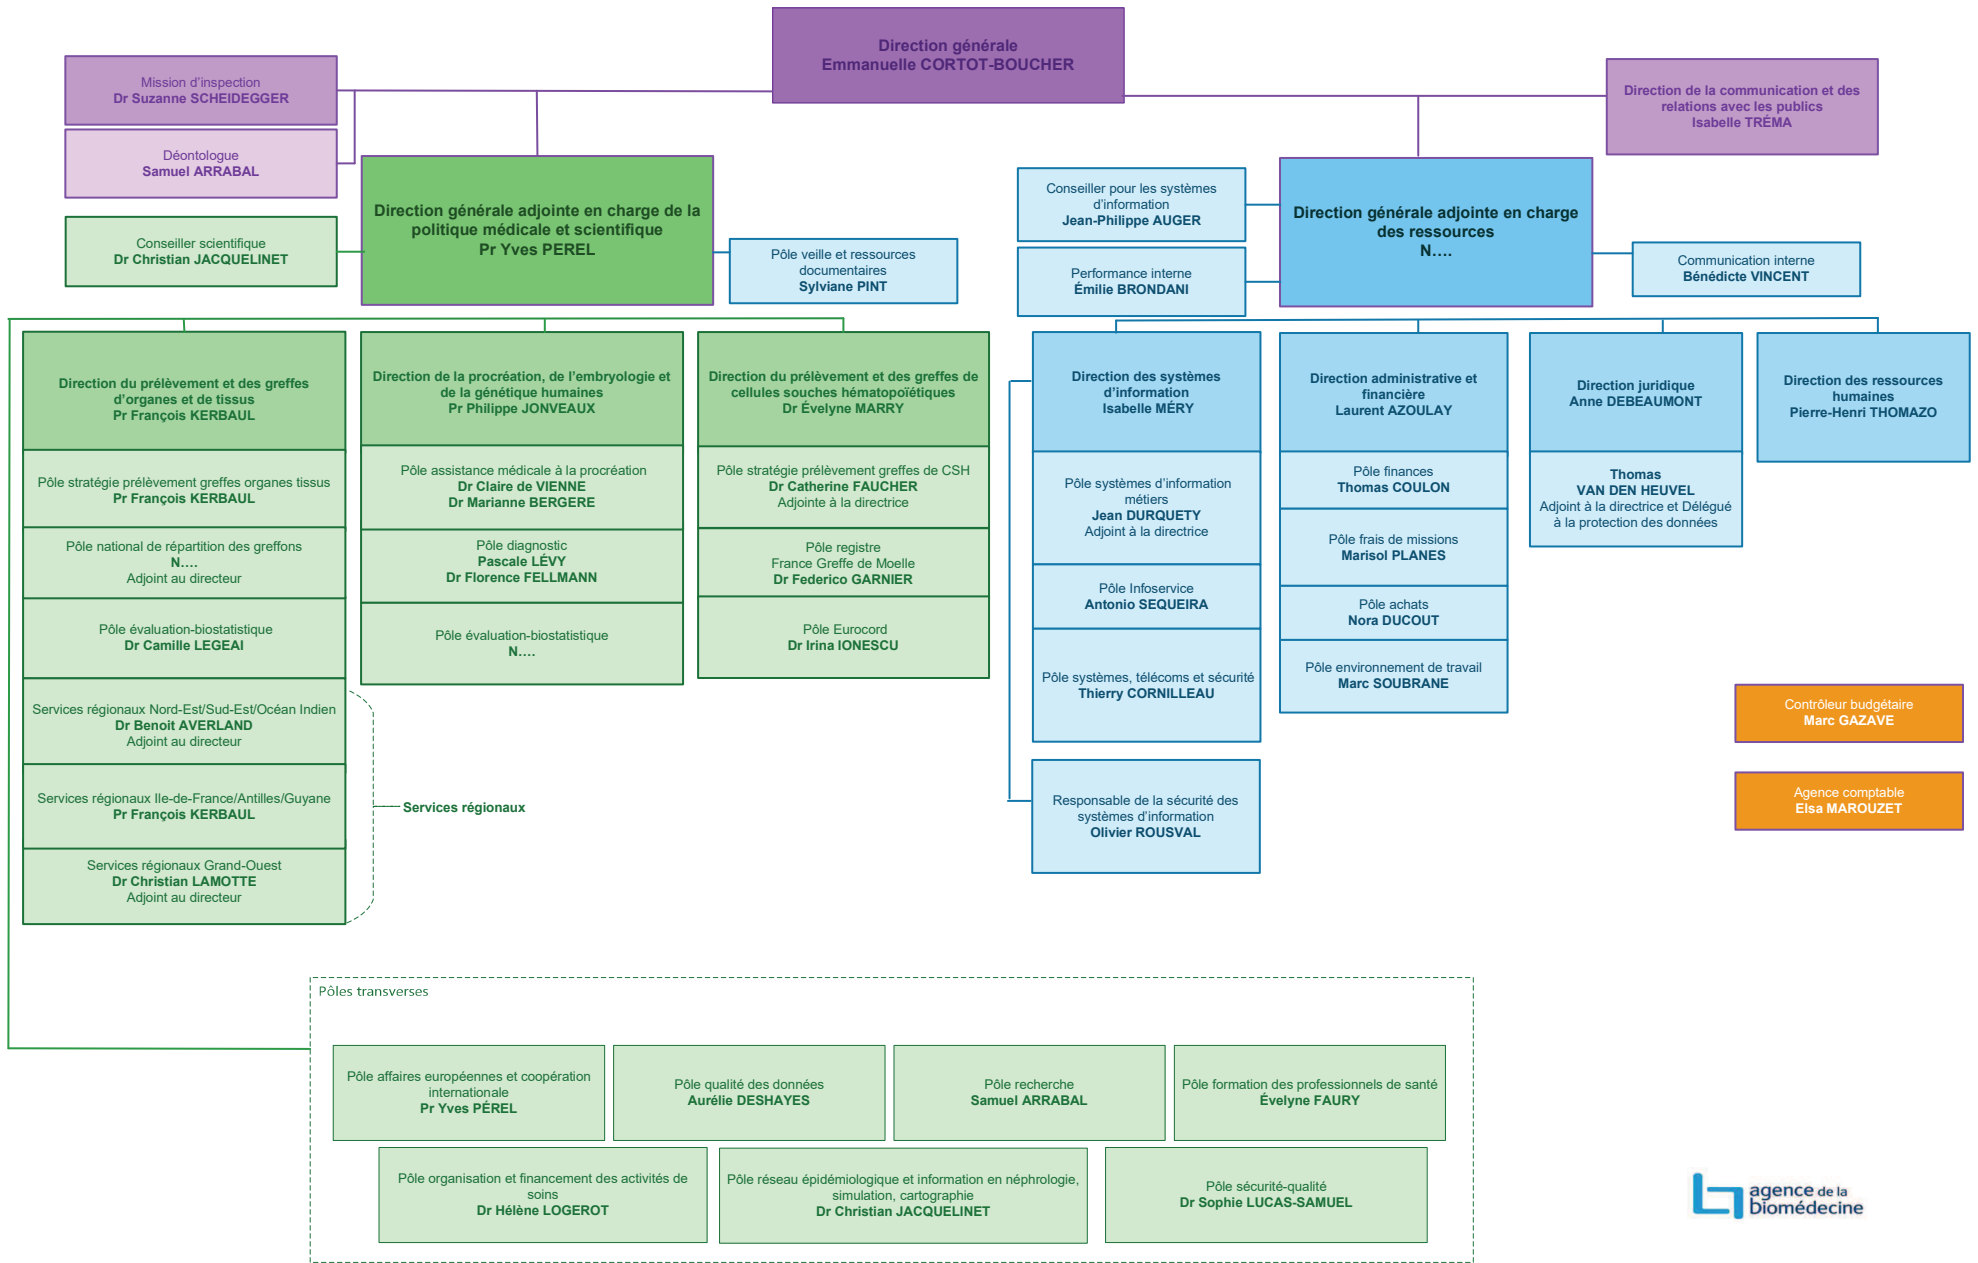 Direction générale
Emmanuelle CORTOT-BOUCHER
Mission d'inspection
Dr Suzanne SCHEIDEGGER
Déontologue
Samuel ARRABAL
Direction de la communication et des
relations avec les publics
Isabelle TRÉMA
Direction générale adjointe en charge de la
politique médicale et scientifique
Pr Yves PEREL
Conseiller scientifique
Dr Christian JACQUELINET
Pôle veille et ressources
documentaires
Sylviane PINT
Conseiller pour les systèmes
d'information
Jean-Philippe AUGER
Performance interne
Émilie BRONDANI
Direction générale adjointe en charge
des ressources
N....
Communication interne
Bénédicte VINCENT
Direction du prélèvement et des greffes
d'organes et de tissus
Pr François KERBAUL
Pôle stratégie prélèvement greffes organes tissus
Pr François KERBAUL
Pôle national de répartition des greffons
N....
Adjoint au directeur
Pôle évaluation-biostatistique
Dr Camille LEGEAI
Services régionaux Nord-Est/Sud-Est/Océan Indien
Dr Benoit AVERLAND
Adjoint au directeur
Services régionaux Ile-de-France/Antilles/Guyane
Pr François KERBAUL
Services régionaux Grand-Ouest
Dr Christian LAMOTTE
Adjoint au directeur
Services régionaux
Direction de la procréation, de l'embryologie et
de la génétique humaines
Pr Philippe JONVEAUX
Pôle assistance médicale à la procréation
Dr Claire de VIENNE
Dr Marianne BERGERE
Pôle diagnostic
Pascale LÉVY
Dr Florence FELLMANN
Pôle évaluation-biostatistique
N....
Direction du prélèvement et des greffes de
cellules souches hématopoïétiques
Dr Évelyne MARRY
Pôle stratégie prélèvement greffes de CSH
Dr Catherine FAUCHER
Adjointe à la directrice
Pôle registre
France Greffe de Moelle
Dr Federico GARNIER
Pôle Eurocord
Dr Irina IONESCU
Direction des systèmes
d'information
Isabelle MÉRY
Pôle systèmes d'information
métiers
Jean DURQUETY
Adjoint à la directrice
Pôle Infoservice
Antonio SEQUEIRA
Pôle systèmes, télécoms et sécurité
Thierry CORNILLEAU
Responsable de la sécurité des
systèmes d'information
Olivier ROUSVAL
Direction administrative et
financière
Laurent AZOULAY
Pôle finances
Thomas COULON
Pôle frais de missions
Marisol PLANES
Pôle achats
Nora DUCOUT
Pôle environnement de travail
Marc SOUBRANE
Direction juridique
Anne DEBEAUMONT
Thomas
VAN DEN HEUVEL
Adjoint à la directrice et Délégué
à la protection des données
Direction des ressources
humaines
Pierre-Henri THOMAZO
Contrôleur budgétaire
Marc GAZAVE
Agence comptable
Elsa MAROUZET
Pôles transverses
Pôle affaires européennes et coopération
internationale
Pr Yves PÉREL
Pôle qualité des données
Aurélie DESHAYES
Pôle recherche
Samuel ARRABAL
Pôle formation des professionnels de santé
Évelyne FAURY
Pôle organisation et financement des activités de
soins
Dr Hélène LOGEROT
Pôle réseau épidémiologique et information en néphrologie,
simulation, cartographie
Dr Christian JACQUELINET
Pôle sécurité-qualité
Dr Sophie LUCAS-SAMUEL
agence de la
biomédecine